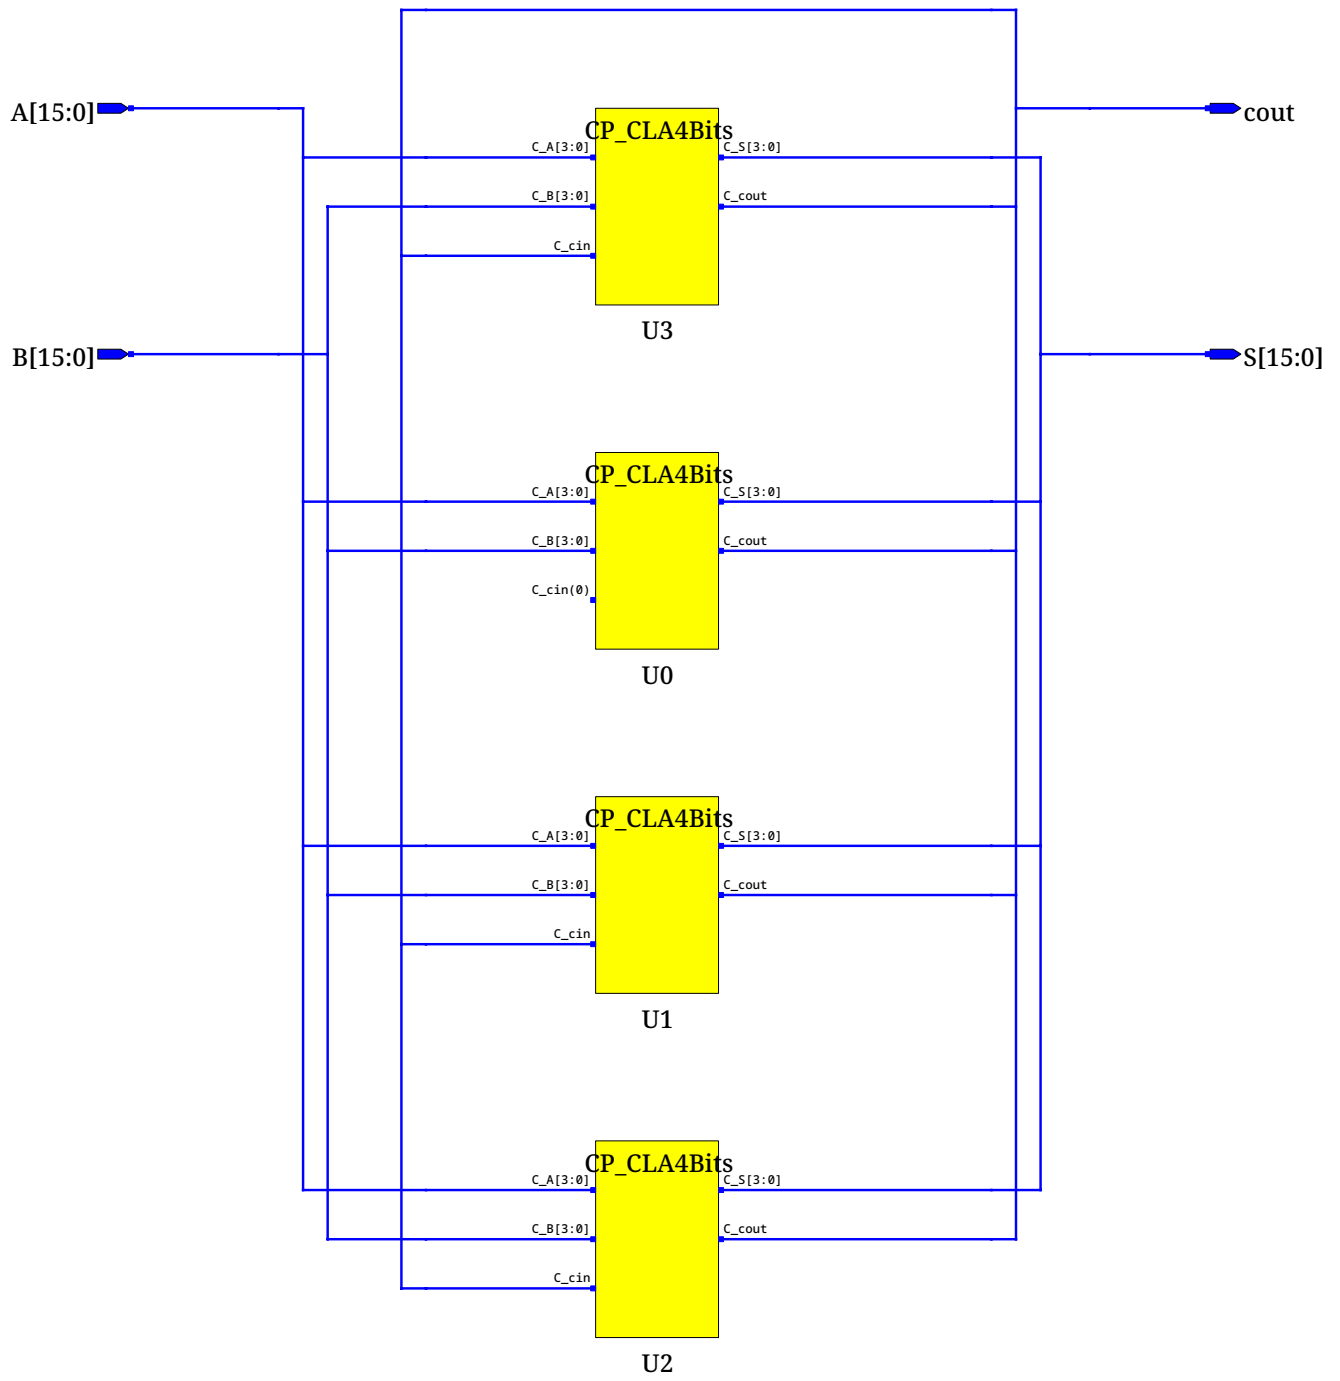 A[15:0]
cout
CP_CLA4Bits
C_A[3:0]
C_S[3:0]
C_B[3:0]
C_cout
C_cin
U3
B[15:0]
S[15:0]
CP_CLA4Bits
C_A[3:0]
C_S[3:0]
C_B[3:0]
C_cout
C_cin(0)
U0
CP_CLA4Bits
C_A[3:0]
C_S[3:0]
C_B[3:0]
C_cout
C_cin
U1
CP_CLA4Bits
C_A[3:0]
C_S[3:0]
C_B[3:0]
C_cout
C_cin
U2